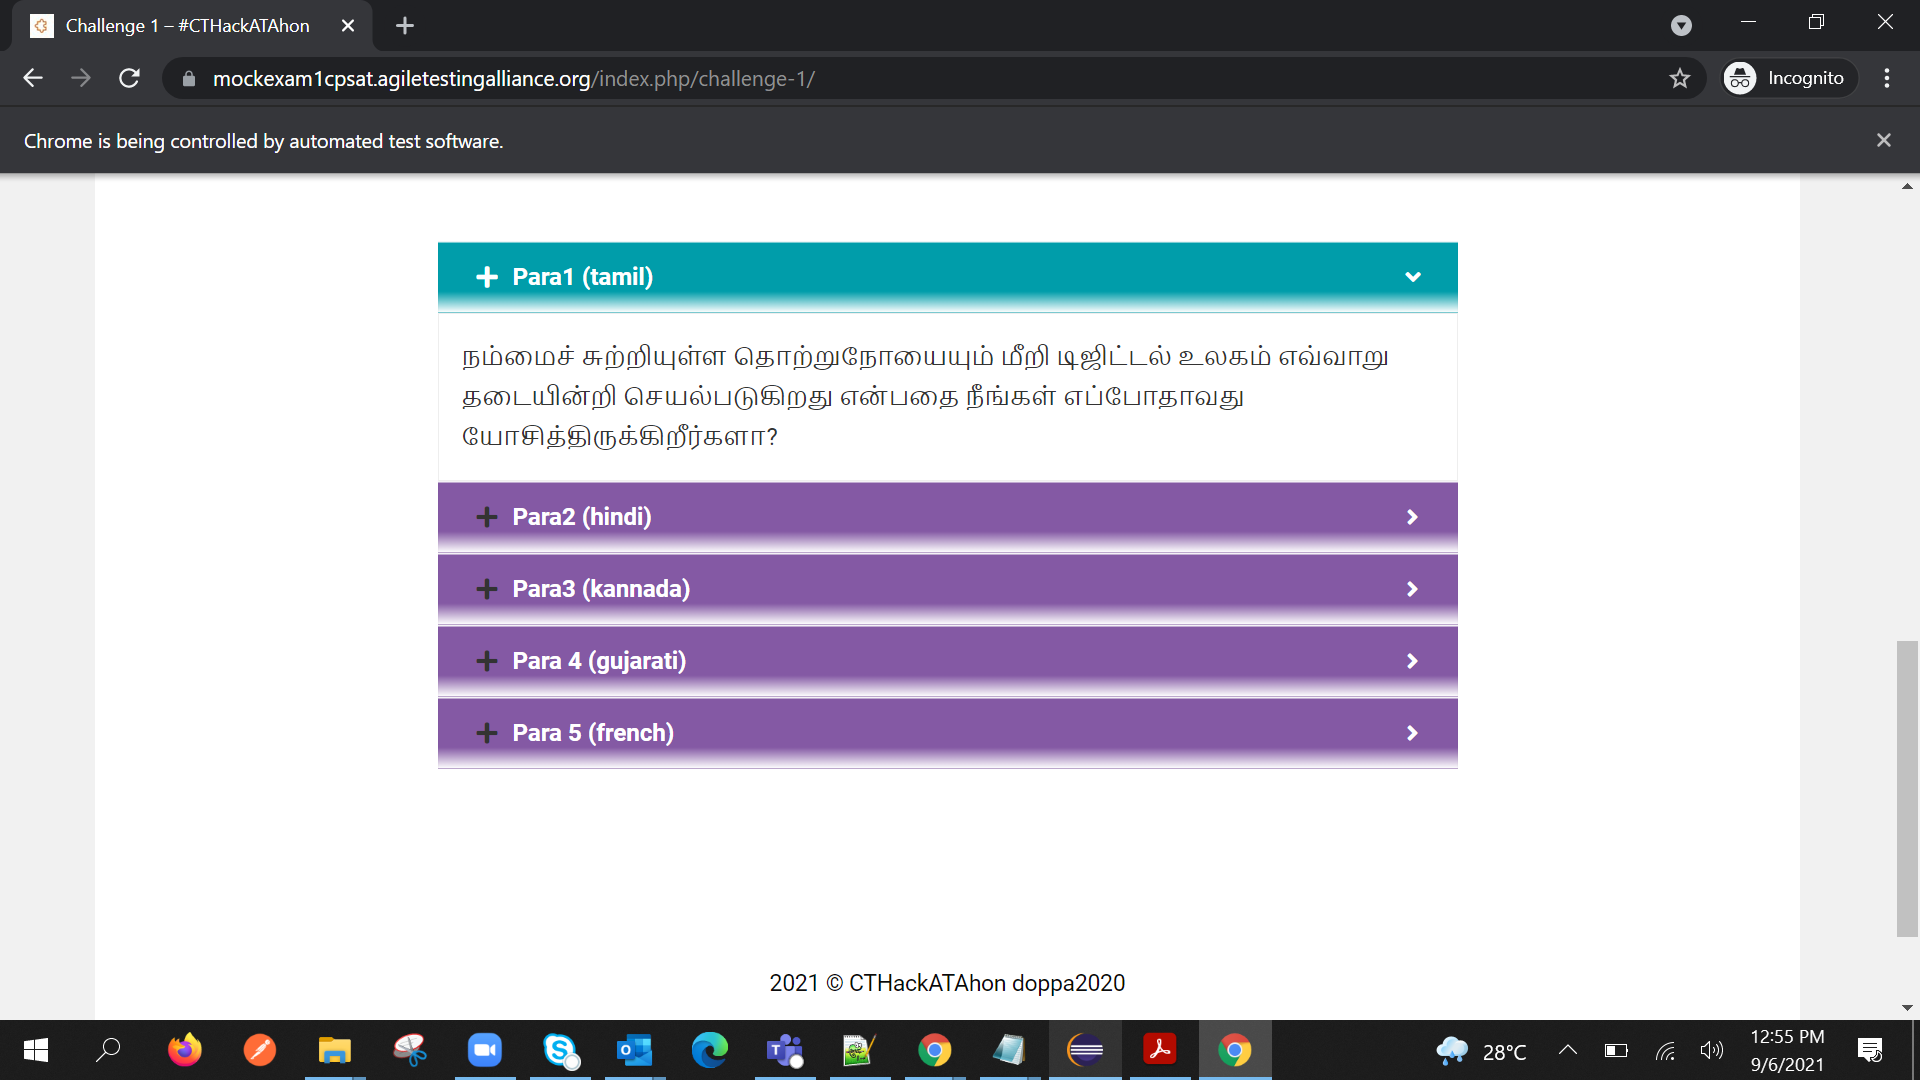 Challenge 1 – #CTHackATAhon
mockexam1cpsat.agiletestingalliance.org/index.php/challenge-1/
Incognito
Chrome is being controlled by automated test software.
Para1 (tamil)
நம்மைச் சுற்றியுள்ள தொற்றுநோயையும் மீறி டிஜிட்டல் உலகம் எவ்வாறு
தடையின்றி செயல்படுகிறது என்பதை நீங்கள் எப்போதாவது
யோசித்திருக்கிறீர்களா?
Para2 (hindi)
Para3 (kannada)
Para 4 (gujarati)
Para 5 (french)
2021 © CTHackATAhon doppa2020
28°C
12:55 PM
9/6/2021